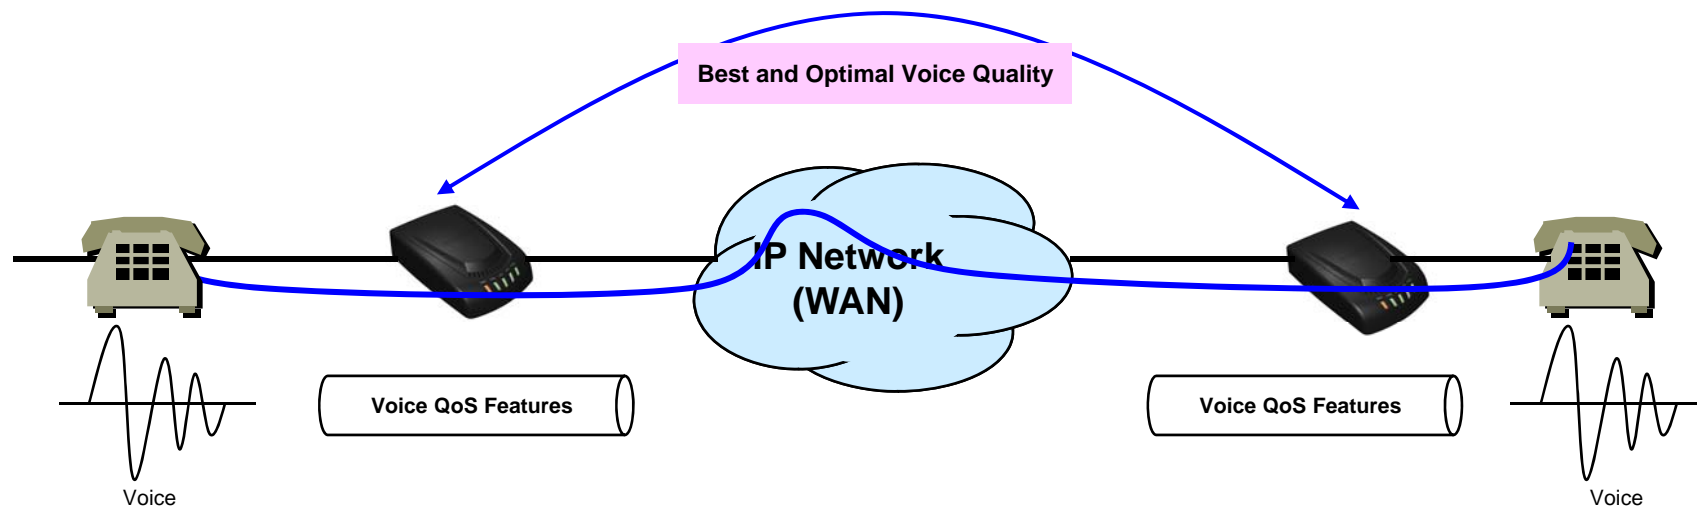 Best and Optimal Voice Quality
IP Network
(WAN)
Voice QoS Features
Voice QoS Features
Voice
Voice